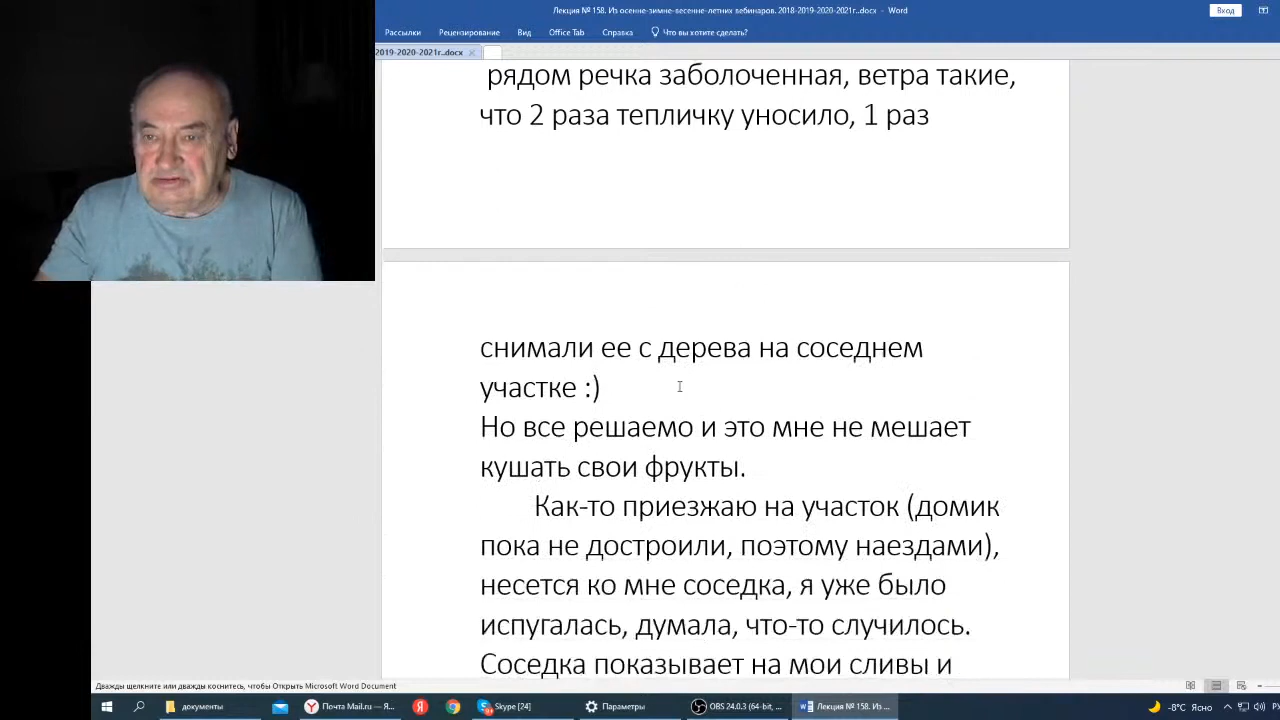 Лекция № 158. Из осенне-зимне-весенне-летних вебинаров. 2018-2019-2020-2021г..docx - Word
Вход
Рассылки Рецензирование Вид Office Tab Справка Что вы хотите сделать?
2019-2020-2021г..docx
рядом речка заболоченная, ветра такие,
что 2 раза тепличку уносило, 1 раз
снимали ее с дерева на соседнем
участке :)
Но все решаемо и это мне не мешает
кушать свои фрукты.
Как-то приезжаю на участок (домик
пока не достроили, поэтому наездами),
несется ко мне соседка, я уже было
испугалась, думала, что-то случилось.
Соседка показывает на мои сливы и
Дважды щелкните или дважды коснитесь, чтобы Открыть Microsoft Word Document
документы Почта Mail.ru — Я... Skype [24] Параметры OBS 24.0.3 (64-bit, ... Лекция № 158. Из ... -8°C Ясно